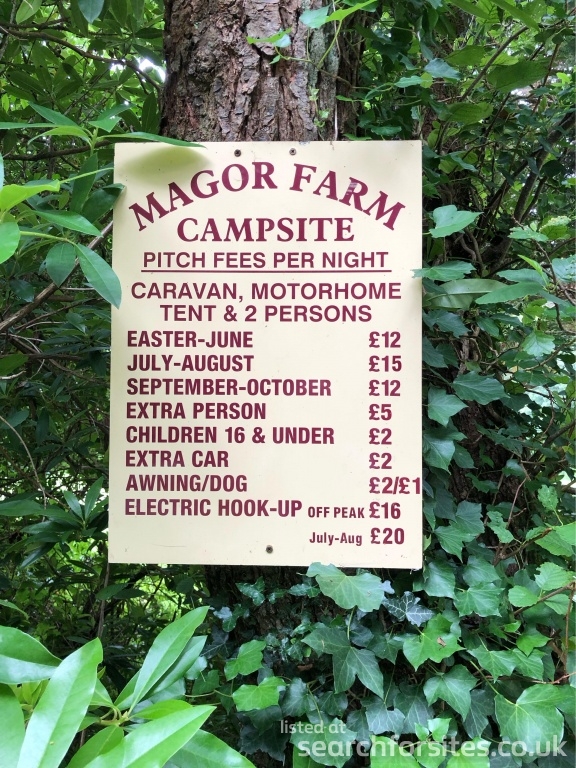 MAGOR FARM
CAMPSITE
PITCH FEES PER NIGHT
CARAVAN, MOTORHOME
TENT & 2 PERSONS
EASTER-JUNE £12
JULY-AUGUST £15
SEPTEMBER-OCTOBER £12
EXTRA PERSON £5
CHILDREN 16 & UNDER £2
EXTRA CAR £2
AWNING/DOG £2/£1
ELECTRIC HOOK-UP OFF PEAK £16
July-Aug £20
listed at
searchforsites.co.uk